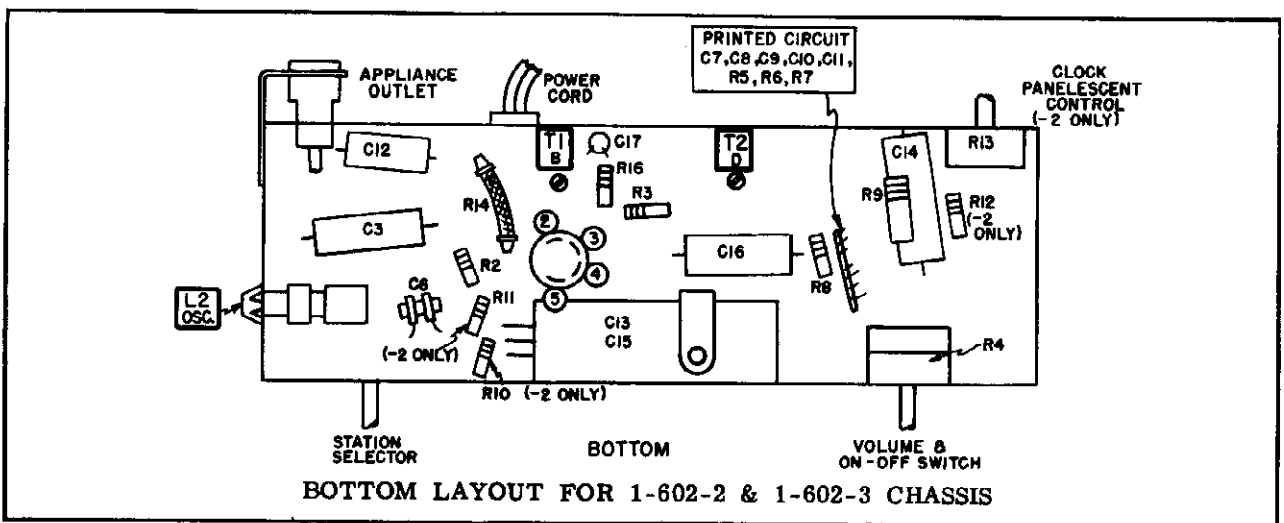 PRINTED CIRCUIT
C7,C8,C9,C10,C11,
R5, R6, R7
APPLIANCE
OUTLET
POWER
CORD
CLOCK
PANELESCENT
CONTROL
(-2 ONLY)
C12
T1
B
C17
T2
D
C14
R13
R16
R14
R3
R9
R12
(-2
ONLY)
C3
2
3
4
5
C16
R2
R8
L2
OSC.
C6
R11
(-2 ONLY)
C13
C15
R4
R10 (-2 ONLY)
STATION
SELECTOR
BOTTOM
VOLUME &
ON-OFF SWITCH
BOTTOM LAYOUT FOR 1-602-2 & 1-602-3 CHASSIS